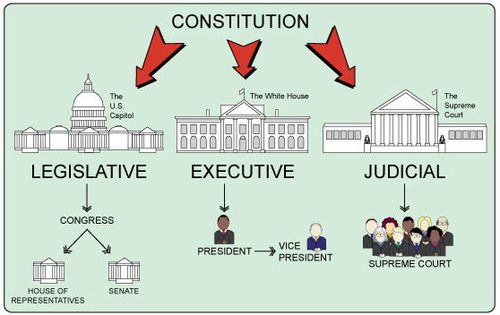 CONSTITUTION
The
U.S.
Capitol
The White House
The
Supreme
Court
LEGISLATIVE
EXECUTIVE
JUDICIAL
CONGRESS
HOUSE OF
REPRESENTATIVES
SENATE
PRESIDENT
VICE
PRESIDENT
SUPREME COURT